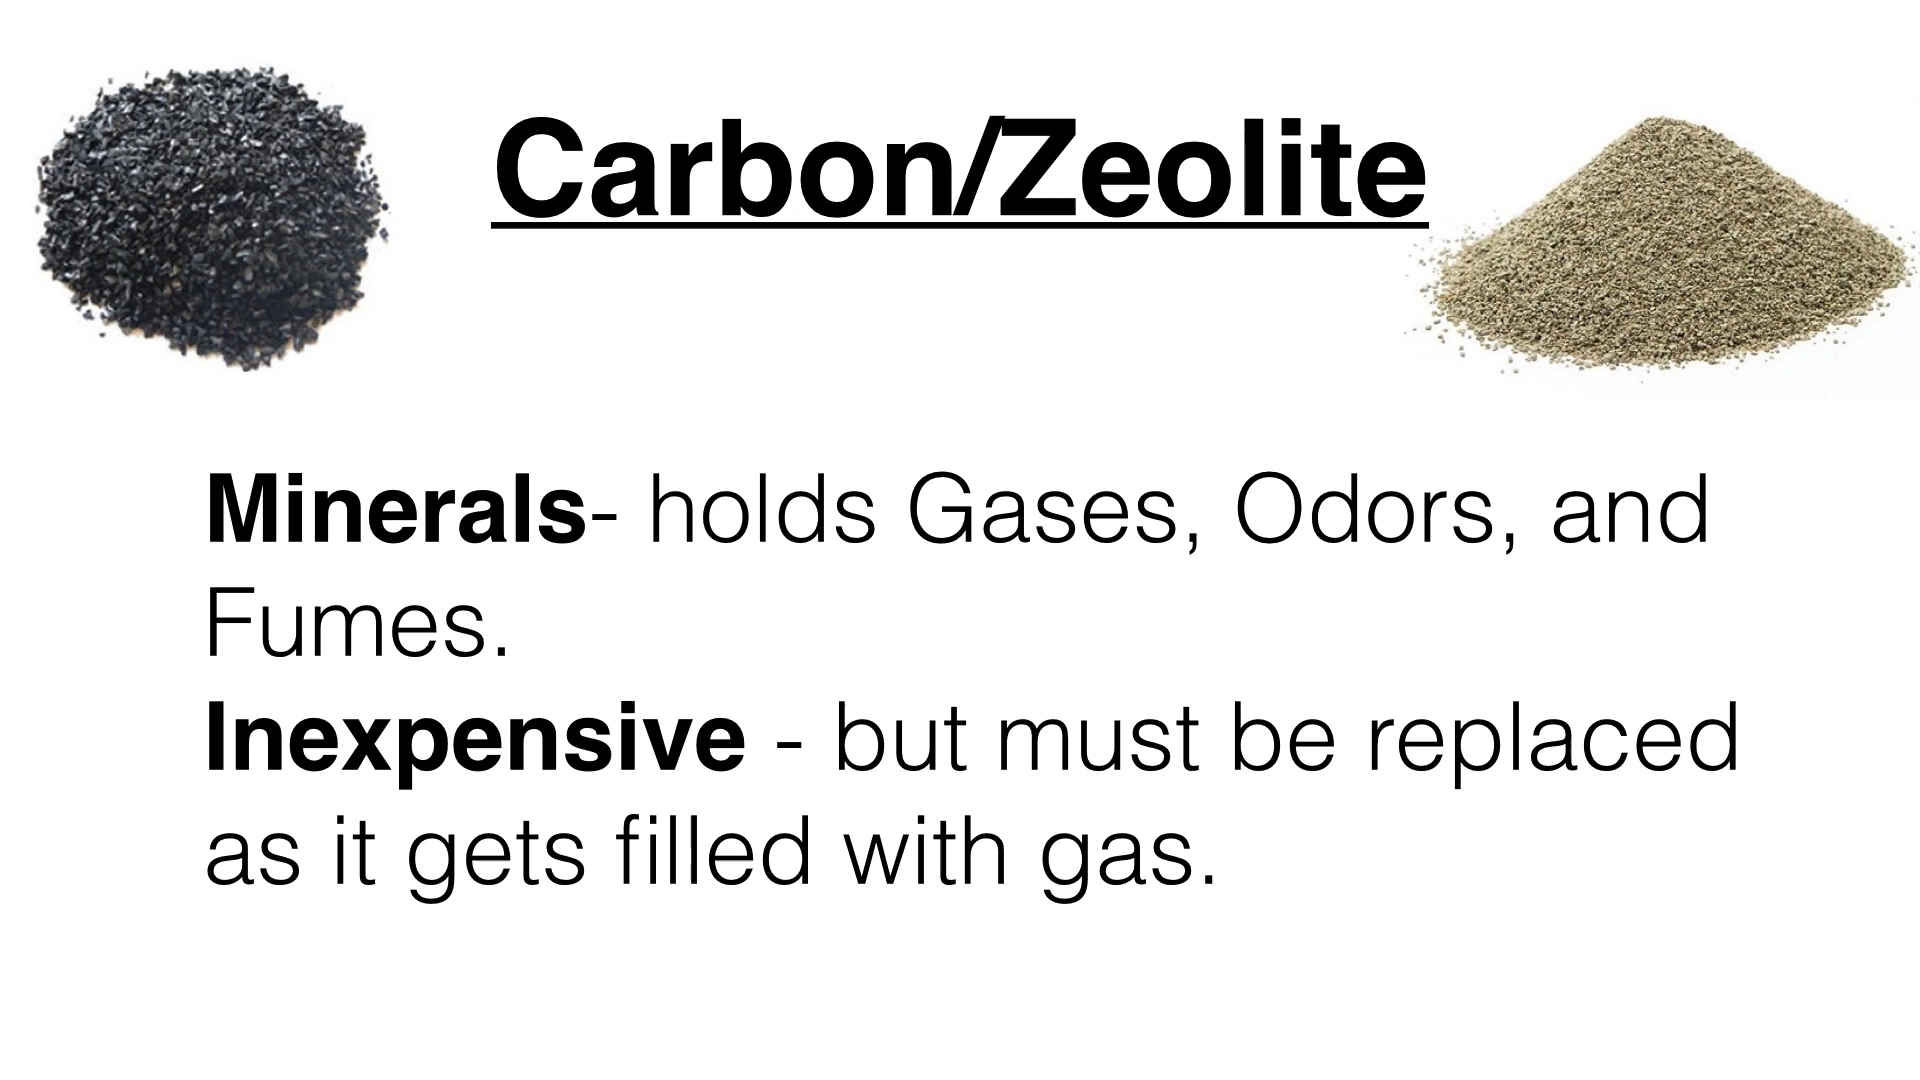 Carbon/Zeolite
Minerals- holds Gases, Odors, and
Fumes.
Inexpensive - but must be replaced
as it gets filled with gas.